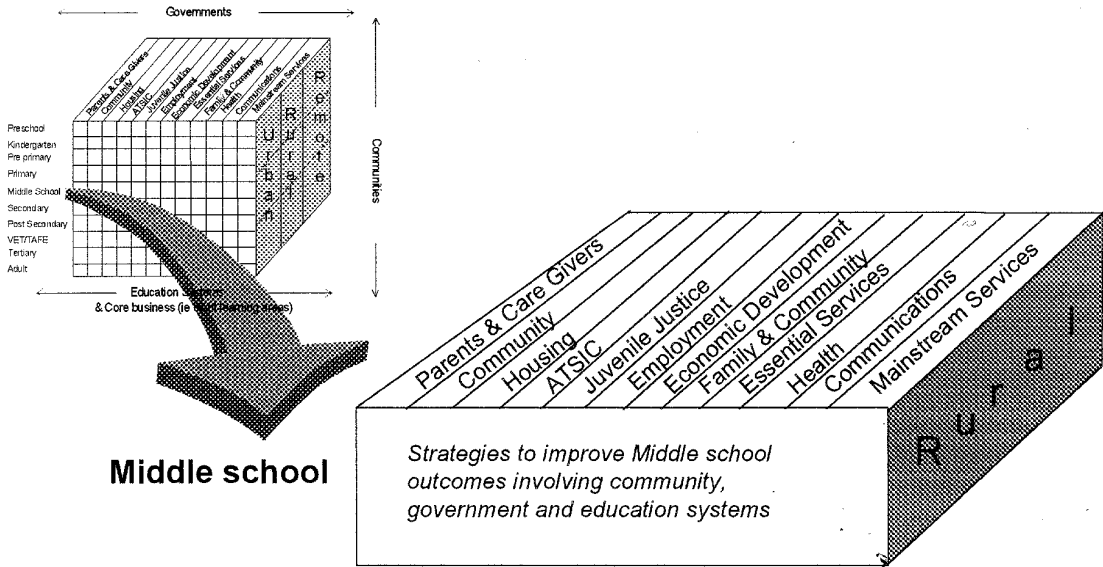 Governments
Parents & Care Givers
Community
Housing
ATSIC
Juvenile Justice
Employment
Economic Development
Essential Services
Family & Community
Health
Communications
Mainstream Services
Urban
Rural
Remote
Communities
Preschool
Kindergarten
Pre primary
Primary
Middle School
Secondary
Post Secondary
VET/TAFE
Tertiary
Adult
Education
& Core business (ie learning areas)
Middle school
Parents & Care Givers
Community
Housing
ATSIC
Juvenile Justice
Employment
Economic Development
Family & Community
Essential Services
Health
Communications
Mainstream Services
Rural
Strategies to improve Middle school
outcomes involving community,
government and education systems